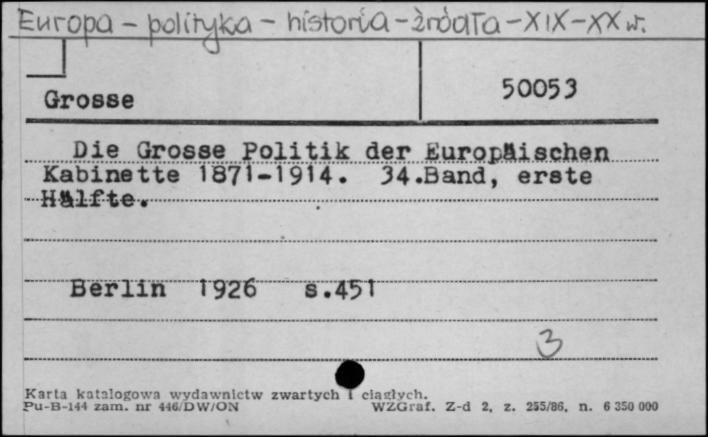 Europa – polityka – historia – źródła – XIX – XX w.
Grosse
50053
Die Grosse Politik der Europäischen
Kabinette 1871-1914. 34.Band, erste
Hälfte.
Berlin 1926 s.451
3
Karta katalogowa wydawnictw zwartych i ciągłych.
Pu-B-144 zam. nr 446/DW/ON WZGraf. Z-d 2, z. 255/86, n. 6 350 000